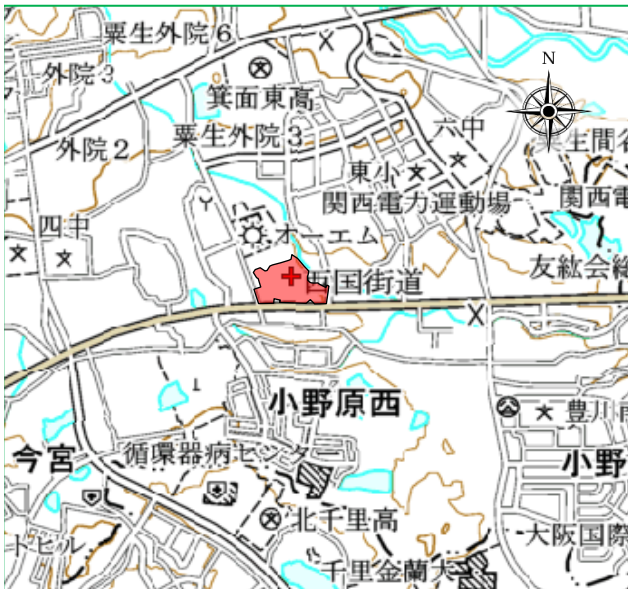 粟生外院6
外院3
箕面東高
N
粟生外院3
六中
外院2
東小
関西電力運動場
四中
オーエム
友紘会総
西国街道
小野原西
豊川南
今宮
循環器病センター
小野
北千里高
大阪国際
千里金蘭大